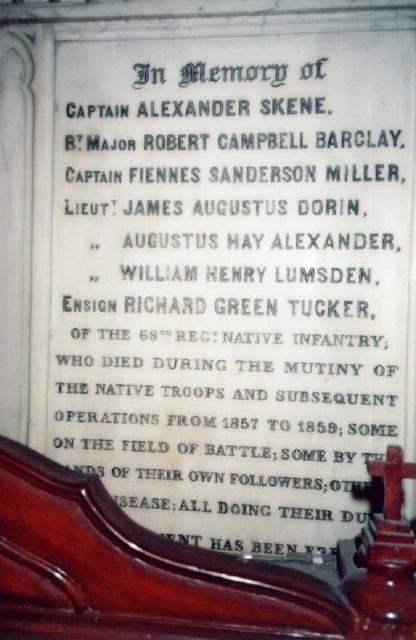 In Memory of
CAPTAIN ALEXANDER SKENE,
BT MAJOR ROBERT CAMPBELL BARCLAY,
CAPTAIN FIENNES SANDERSON MILLER,
LIEUT. JAMES AUGUSTUS DORIN,
„ AUGUSTUS HAY ALEXANDER,
„ WILLIAM HENRY LUMSDEN,
ENSIGN RICHARD GREEN TUCKER,
OF THE 68TH REGT NATIVE INFANTRY;
WHO DIED DURING THE MUTINY OF
THE NATIVE TROOPS AND SUBSEQUENT
OPERATIONS FROM 1857 TO 1859; SOME
ON THE FIELD OF BATTLE; SOME BY
OF THEIR OWN FOLLOWERS;
ALL DOING THEIR
HAS BEEN